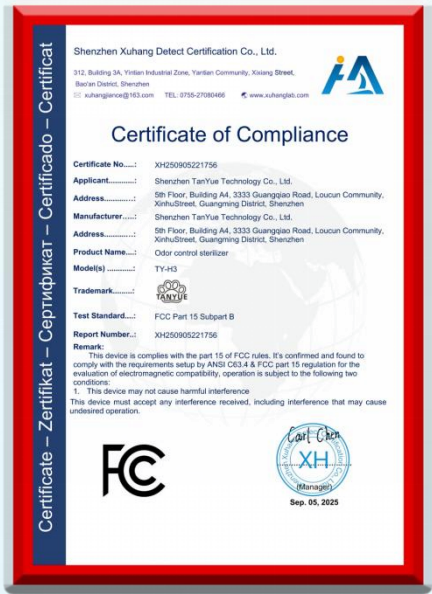 Certificate – Zertifikat – Сертификат – Certificado – Certificat
Shenzhen Xuhang Detect Certification Co., Ltd.
312, Building 3A, Yintian Industrial Zone, Yantian Community, Xixiang Street,
Bao'an District, Shenzhen
xuhangjiance@163.com TEL: 0755-27080466 www.xuhanglab.com
Certificate of Compliance
Certificate No.....: XH250905221756
Applicant...........: Shenzhen TanYue Technology Co., Ltd.
Address.............: 5th Floor, Building A4, 3333 Guangqiao Road, Loucun Community,
XinhuStreet, Guangming District, Shenzhen
Manufacturer.....: Shenzhen TanYue Technology Co., Ltd.
Address.............: 5th Floor, Building A4, 3333 Guangqiao Road, Loucun Community,
XinhuStreet, Guangming District, Shenzhen
Product Name....: Odor control sterilizer
Model(s) ............: TY-H3
Trademark.........: TANYUE
Test Standard....: FCC Part 15 Subpart B
Report Number..: XH250905221756
Remark:
This device is complies with the part 15 of FCC rules. It's confirmed and found to
comply with the requirements setup by ANSI C63.4 & FCC part 15 regulation for the
evaluation of electromagnetic compatibility, operation is subject to the following two
conditions:
1. This device may not cause harmful interference
This device must accept any interference received, including interference that may cause
undesired operation.
FCC
Carl Chen
XH
(Manager)
Sep. 05, 2025